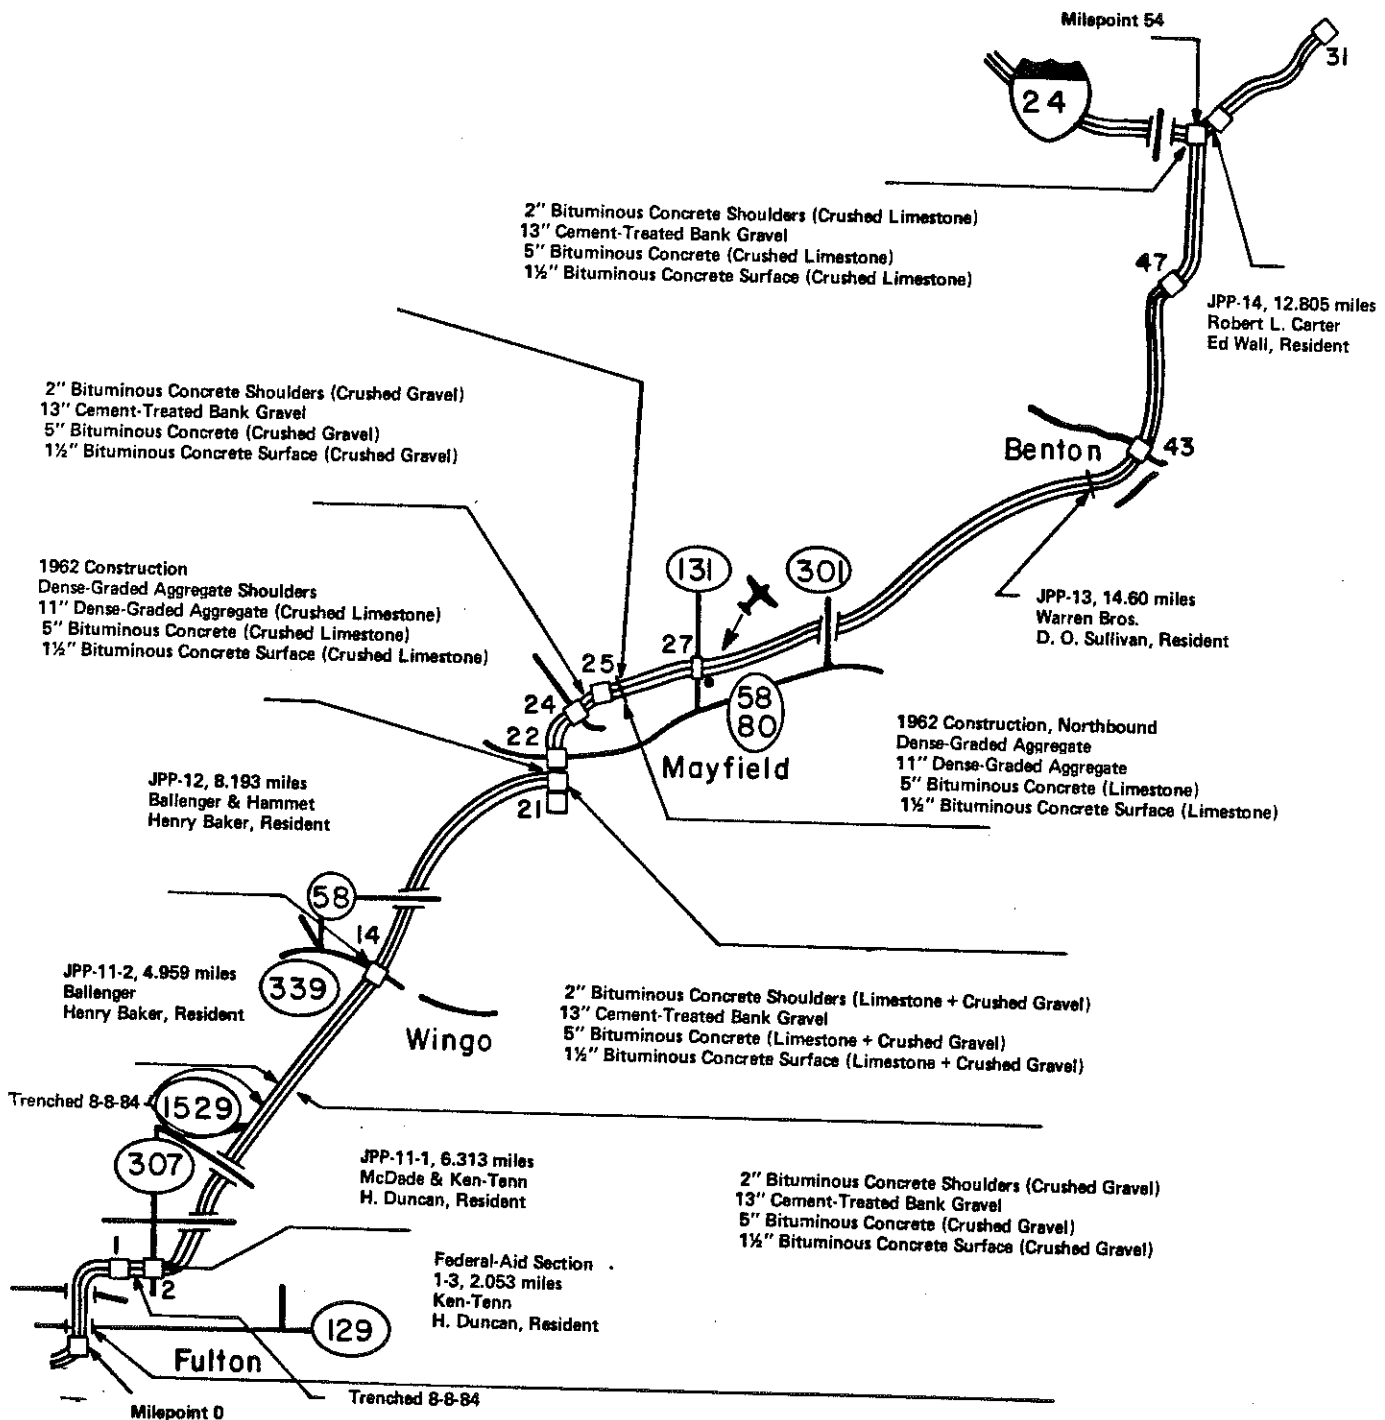 Milepoint 54
31
24
2" Bituminous Concrete Shoulders (Crushed Limestone)
13" Cement-Treated Bank Gravel
5" Bituminous Concrete (Crushed Limestone)
1½" Bituminous Concrete Surface (Crushed Limestone)
47
JPP-14, 12.805 miles
Robert L. Carter
Ed Wall, Resident
2" Bituminous Concrete Shoulders (Crushed Gravel)
13" Cement-Treated Bank Gravel
5" Bituminous Concrete (Crushed Gravel)
1½" Bituminous Concrete Surface (Crushed Gravel)
Benton
43
1962 Construction
Dense-Graded Aggregate Shoulders
11" Dense-Graded Aggregate (Crushed Limestone)
5" Bituminous Concrete (Crushed Limestone)
1½" Bituminous Concrete Surface (Crushed Limestone)
131
301
JPP-13, 14.60 miles
Warren Bros.
D. O. Sullivan, Resident
27
25
24
22
58
80
Mayfield
21
1962 Construction, Northbound
Dense-Graded Aggregate
11" Dense-Graded Aggregate
5" Bituminous Concrete (Limestone)
1½" Bituminous Concrete Surface (Limestone)
JPP-12, 8.193 miles
Ballenger & Hammet
Henry Baker, Resident
58
14
339
JPP-11-2, 4.959 miles
Ballenger
Henry Baker, Resident
Wingo
2" Bituminous Concrete Shoulders (Limestone + Crushed Gravel)
13" Cement-Treated Bank Gravel
5" Bituminous Concrete (Limestone + Crushed Gravel)
1½" Bituminous Concrete Surface (Limestone + Crushed Gravel)
Trenched 8-8-84
1529
307
JPP-11-1, 6.313 miles
McDade & Ken-Tenn
H. Duncan, Resident
2" Bituminous Concrete Shoulders (Crushed Gravel)
13" Cement-Treated Bank Gravel
5" Bituminous Concrete (Crushed Gravel)
1½" Bituminous Concrete Surface (Crushed Gravel)
1
2
Federal-Aid Section
1-3, 2.053 miles
Ken-Tenn
H. Duncan, Resident
129
Fulton
Trenched 8-8-84
Milepoint 0